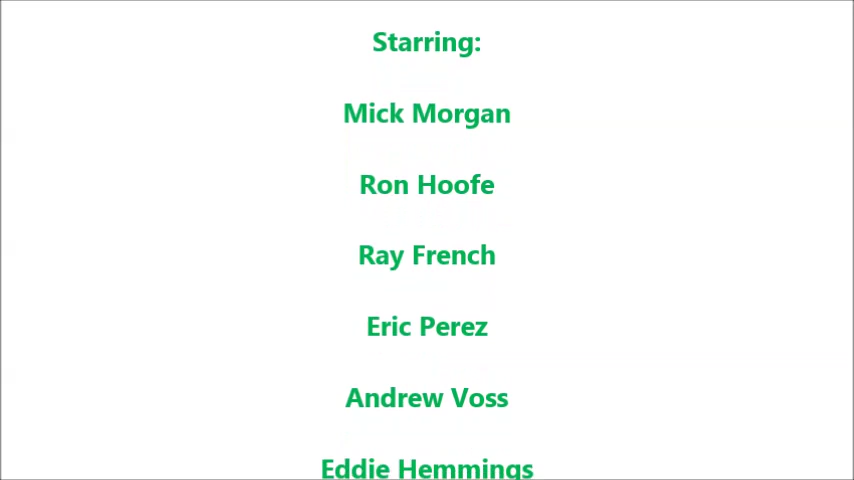 Starring:
Mick Morgan
Ron Hoofe
Ray French
Eric Perez
Andrew Voss
Eddie Hemmings